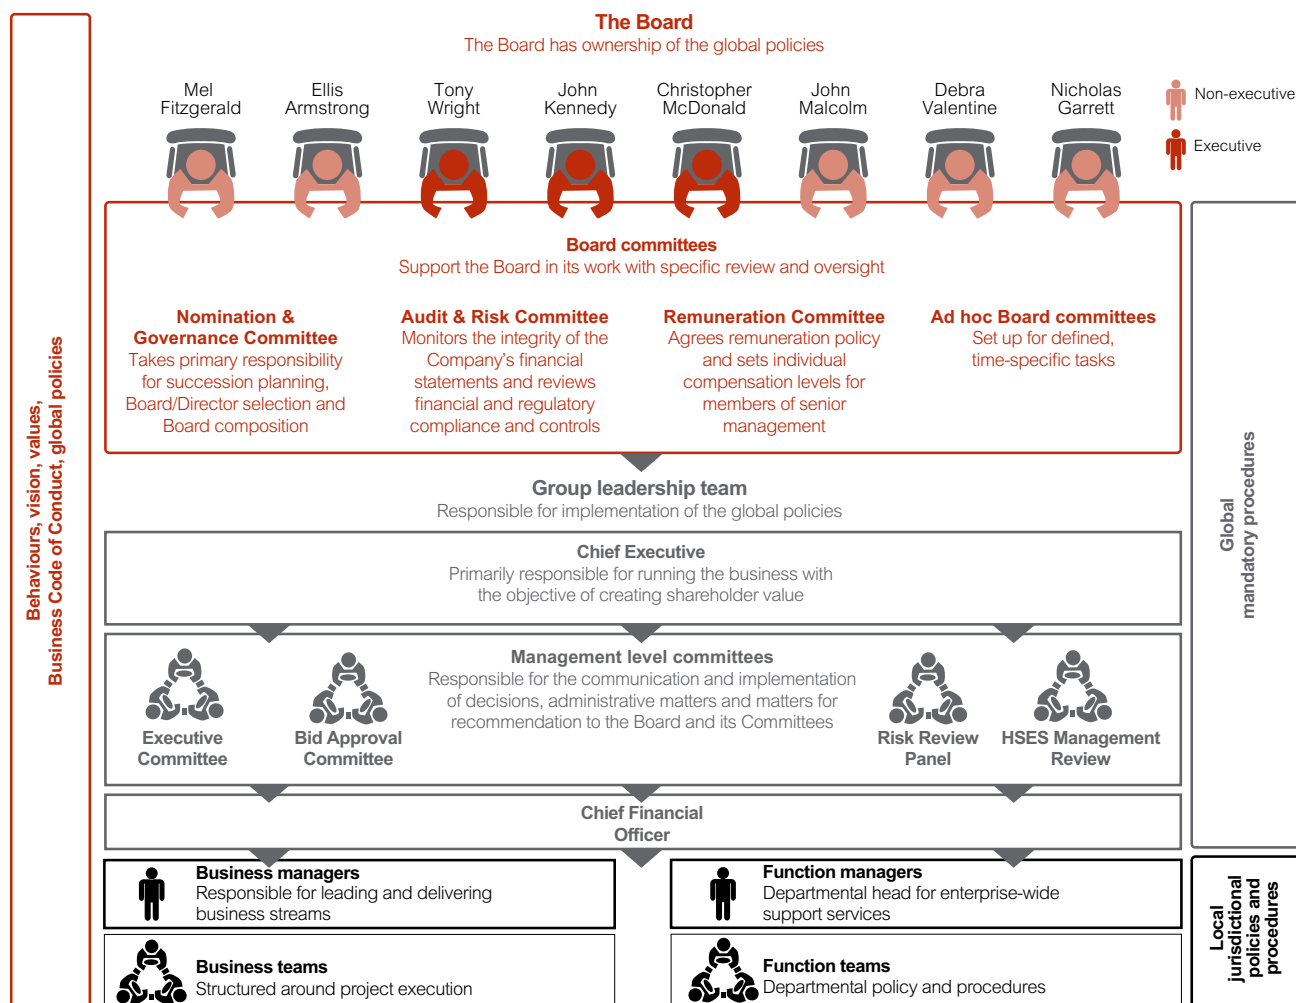 The Board
The Board has ownership of the global policies
Mel
Fitzgerald
Ellis
Armstrong
Tony
Wright
John
Kennedy
Christopher
McDonald
John
Malcolm
Debra
Valentine
Nicholas
Garrett
Non-executive
Executive
Behaviours, vision, values,
Business Code of Conduct, global policies
Board committees
Support the Board in its work with specific review and oversight
Nomination &
Governance Committee
Takes primary responsibility
for succession planning,
Board/Director selection and
Board composition
Audit & Risk Committee
Monitors the integrity of the
Company's financial
statements and reviews
financial and regulatory
compliance and controls
Remuneration Committee
Agrees remuneration policy
and sets individual
compensation levels for
members of senior
management
Ad hoc Board committees
Set up for defined,
time-specific tasks
Group leadership team
Responsible for implementation of the global policies
Chief Executive
Primarily responsible for running the business with
the objective of creating shareholder value
Global
mandatory procedures
Management level committees
Responsible for the communication and implementation
of decisions, administrative matters and matters for
recommendation to the Board and its Committees
Executive
Committee
Bid Approval
Committee
Risk Review
Panel
HSES Management
Review
Chief Financial
Officer
Business managers
Responsible for leading and delivering
business streams
Function managers
Departmental head for enterprise-wide
support services
Local
jurisdictional
policies and
procedures
Business teams
Structured around project execution
Function teams
Departmental policy and procedures